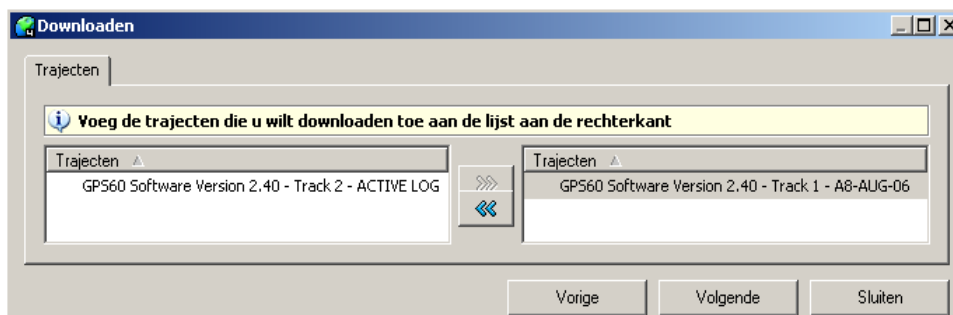 Downloaden
Trajecten
Voeg de trajecten die u wilt downloaden toe aan de lijst aan de rechterkant
Trajecten
GPS60 Software Version 2.40 - Track 2 - ACTIVE LOG
Trajecten
GPS60 Software Version 2.40 - Track 1 - A8-AUG-06
Vorige
Volgende
Sluiten